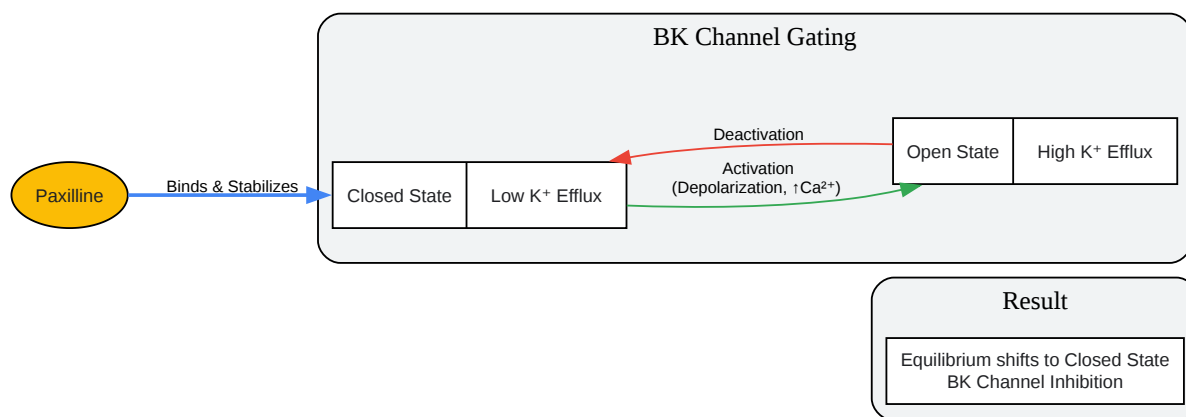 BK Channel Gating
Paxilline
Binds & Stabilizes
Closed State
Low K⁺ Efflux
Deactivation
Activation
(Depolarization, ↑Ca²⁺)
Open State
High K⁺ Efflux
Result
Equilibrium shifts to Closed State
BK Channel Inhibition